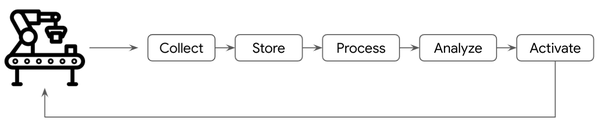 Collect
Store
Process
Analyze
Activate